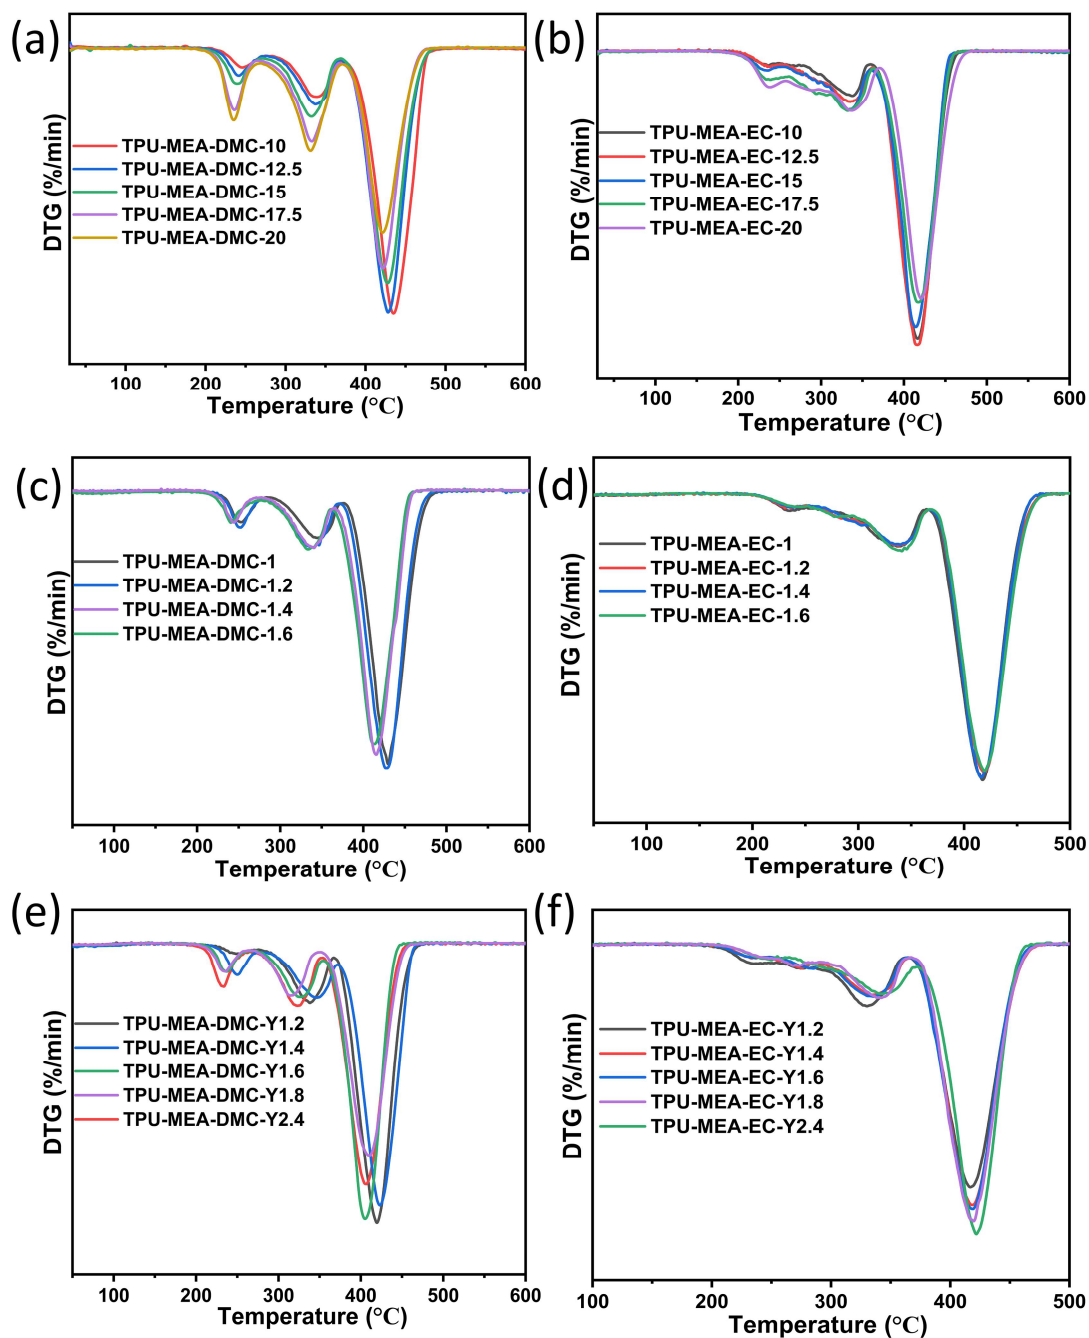 (a)
DTG (%/min)
TPU-MEA-DMC-10
TPU-MEA-DMC-12.5
TPU-MEA-DMC-15
TPU-MEA-DMC-17.5
TPU-MEA-DMC-20
100 200 300 400 500 600
Temperature (°C)
(b)
DTG (%/min)
TPU-MEA-EC-10
TPU-MEA-EC-12.5
TPU-MEA-EC-15
TPU-MEA-EC-17.5
TPU-MEA-EC-20
100 200 300 400 500 600
Temperature (°C)
(c)
DTG (%/min)
TPU-MEA-DMC-1
TPU-MEA-DMC-1.2
TPU-MEA-DMC-1.4
TPU-MEA-DMC-1.6
100 200 300 400 500 600
Temperature (°C)
(d)
DTG (%/min)
TPU-MEA-EC-1
TPU-MEA-EC-1.2
TPU-MEA-EC-1.4
TPU-MEA-EC-1.6
100 200 300 400 500
Temperature (°C)
(e)
DTG (%/min)
TPU-MEA-DMC-Y1.2
TPU-MEA-DMC-Y1.4
TPU-MEA-DMC-Y1.6
TPU-MEA-DMC-Y1.8
TPU-MEA-DMC-Y2.4
100 200 300 400 500 600
Temperature (°C)
(f)
DTG (%/min)
TPU-MEA-EC-Y1.2
TPU-MEA-EC-Y1.4
TPU-MEA-EC-Y1.6
TPU-MEA-EC-Y1.8
TPU-MEA-EC-Y2.4
100 200 300 400 500
Temperature (°C)